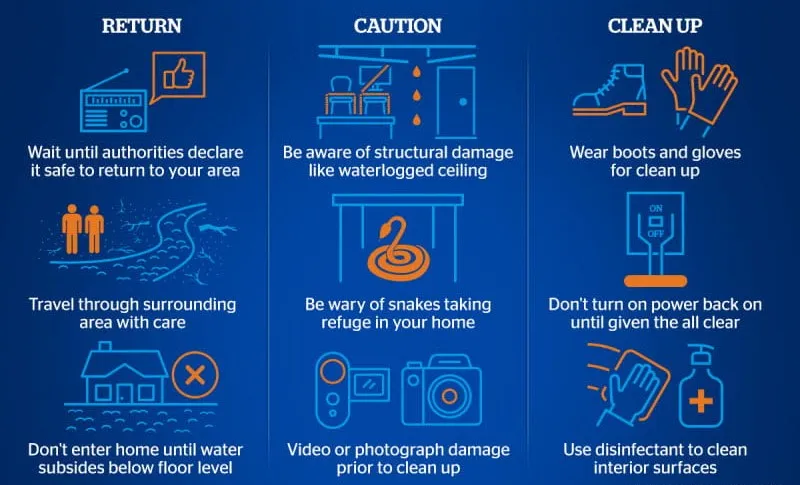 RETURN
Wait until authorities declare
it safe to return to your area
Travel through surrounding
area with care
Don't enter home until water
subsides below floor level
CAUTION
Be aware of structural damage
like waterlogged ceiling
Be wary of snakes taking
refuge in your home
Video or photograph damage
prior to clean up
CLEAN UP
Wear boots and gloves
for clean up
ON
OFF
Don't turn on power back on
until given the all clear
Use disinfectant to clean
interior surfaces